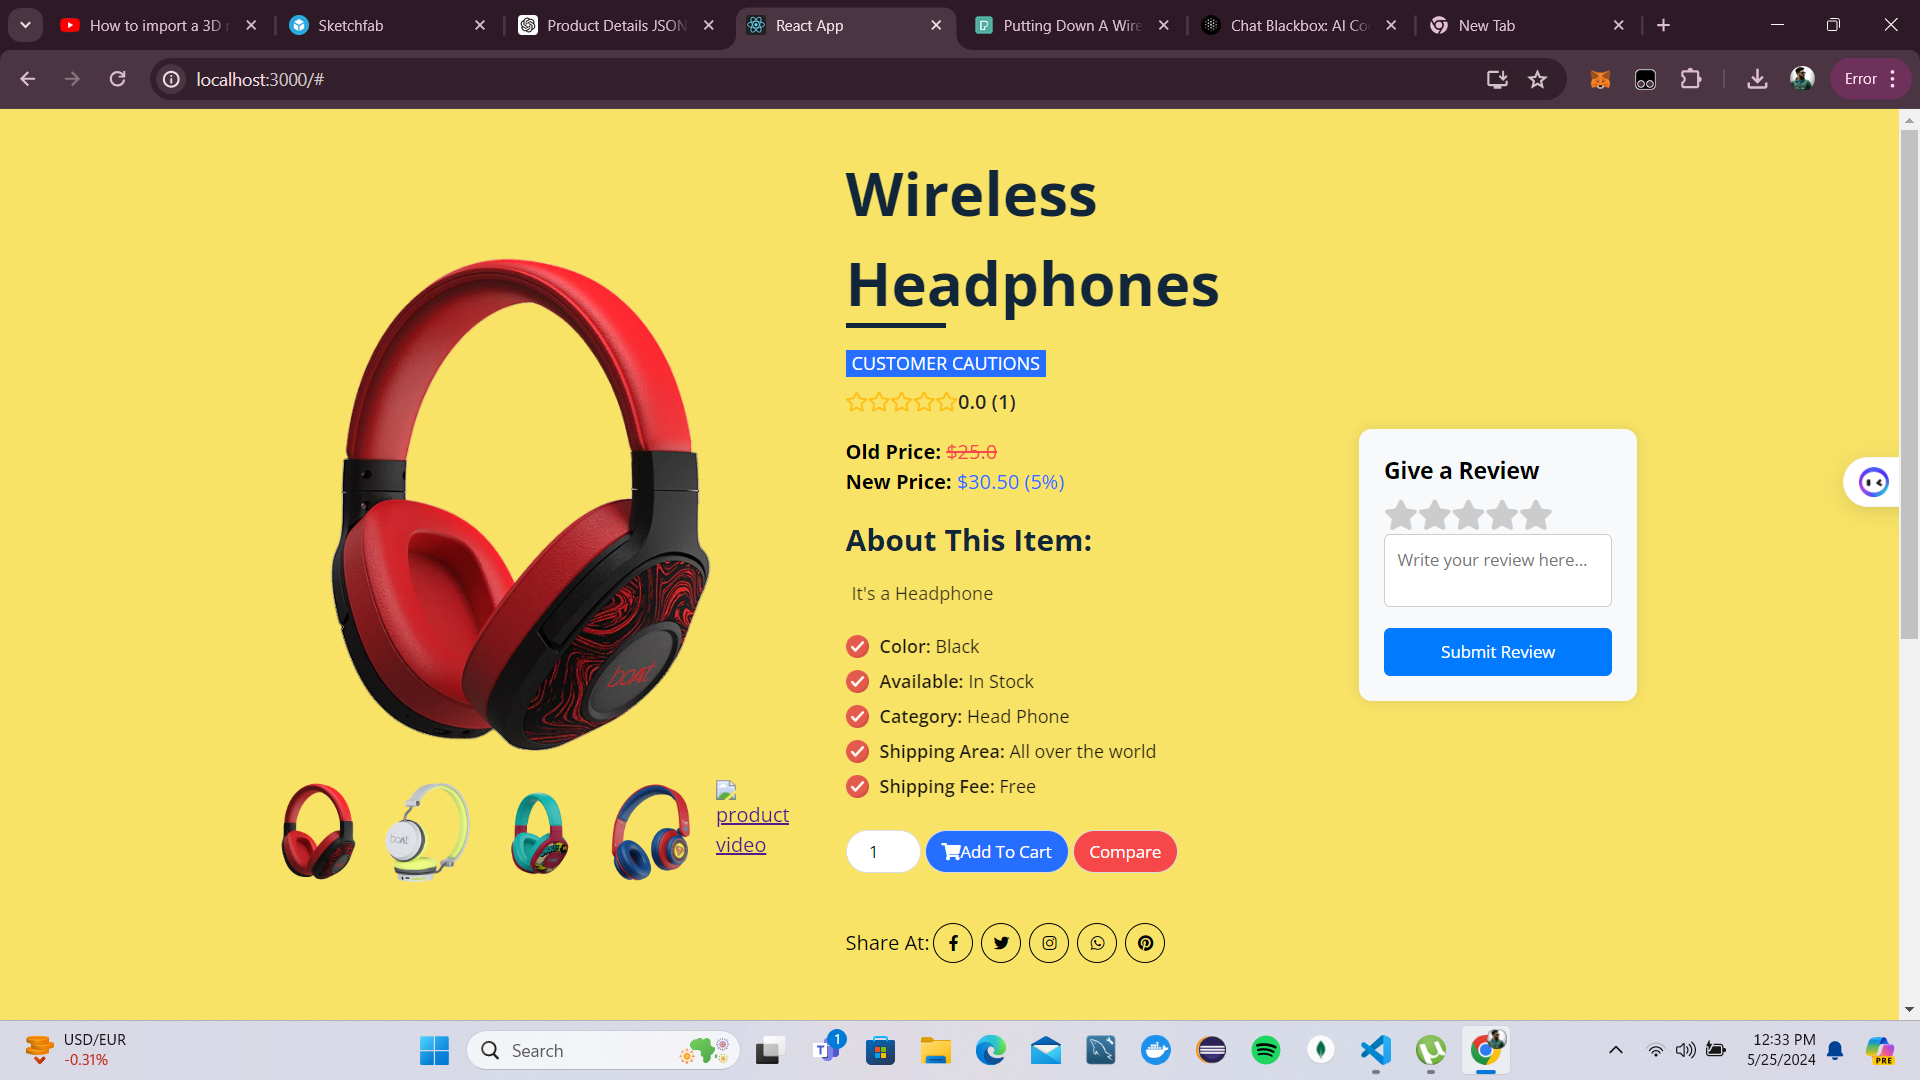 How to import a 3D
Sketchfab
Product Details JSON
React App
Putting Down A Wire
Chat Blackbox: AI Co
New Tab
localhost:3000/#
Error
Wireless
Headphones
CUSTOMER CAUTIONS
0.0 (1)
Old Price: $25.0
New Price: $30.50 (5%)
About This Item:
It's a Headphone
Color: Black
Available: In Stock
Category: Head Phone
Shipping Area: All over the world
Shipping Fee: Free
1
Add To Cart
Compare
Share At:
Give a Review
Write your review here...
Submit Review
boAt
boAt
product
video
USD/EUR
-0.31%
Search
T
1
12:33 PM
5/25/2024
PRE